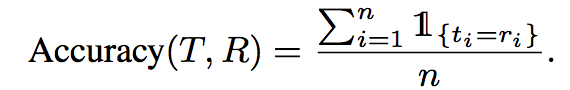 Accuracy(T, R) = \frac{\sum_{i=1}^{n} \mathbb{1}_{\{t_i=r_i\}}}{n}.